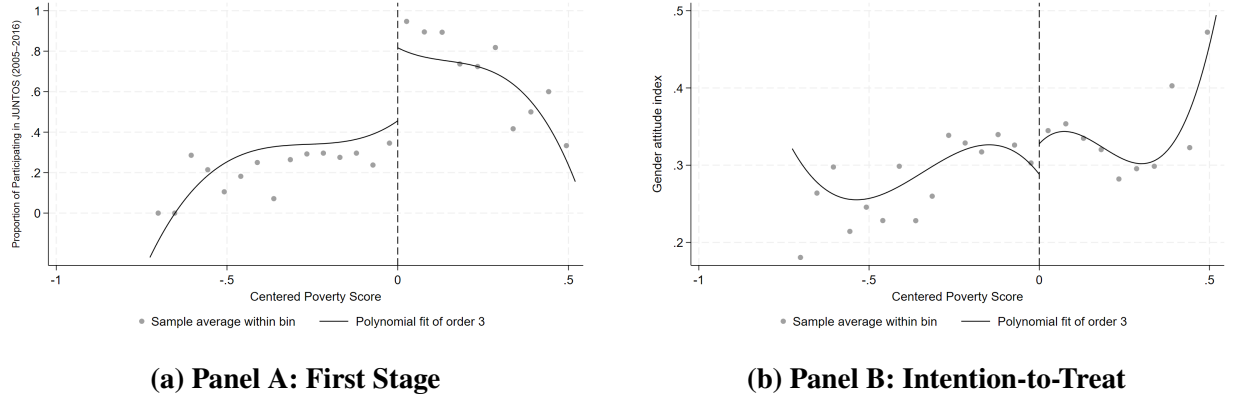 Proportion of Participating in JUNTOS (2005–2016)
1
.8
.6
.4
.2
0
-1
-.5
0
.5
Centered Poverty Score
Sample average within bin
Polynomial fit of order 3
(a) Panel A: First Stage
Gender attitude index
.5
.4
.3
.2
-1
-.5
0
.5
Centered Poverty Score
Sample average within bin
Polynomial fit of order 3
(b) Panel B: Intention-to-Treat